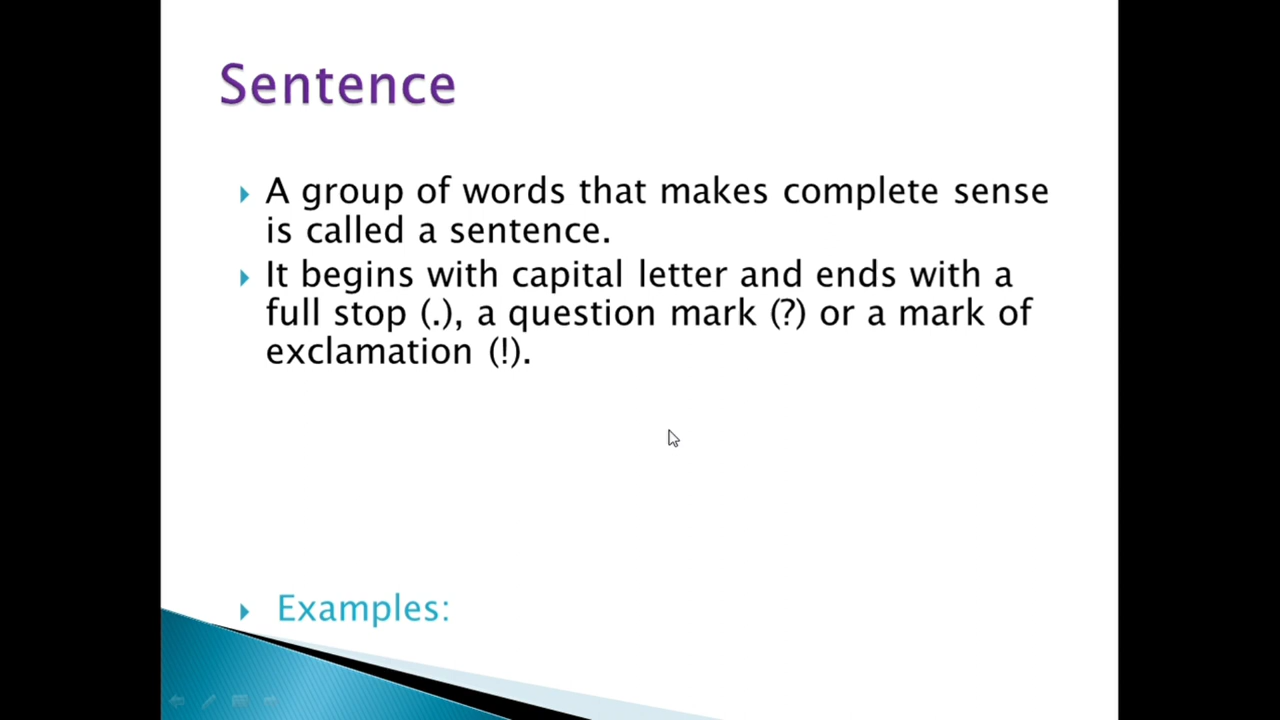 Sentence
A group of words that makes complete sense
is called a sentence.
It begins with capital letter and ends with a
full stop (.), a question mark (?) or a mark of
exclamation (!).
Examples: